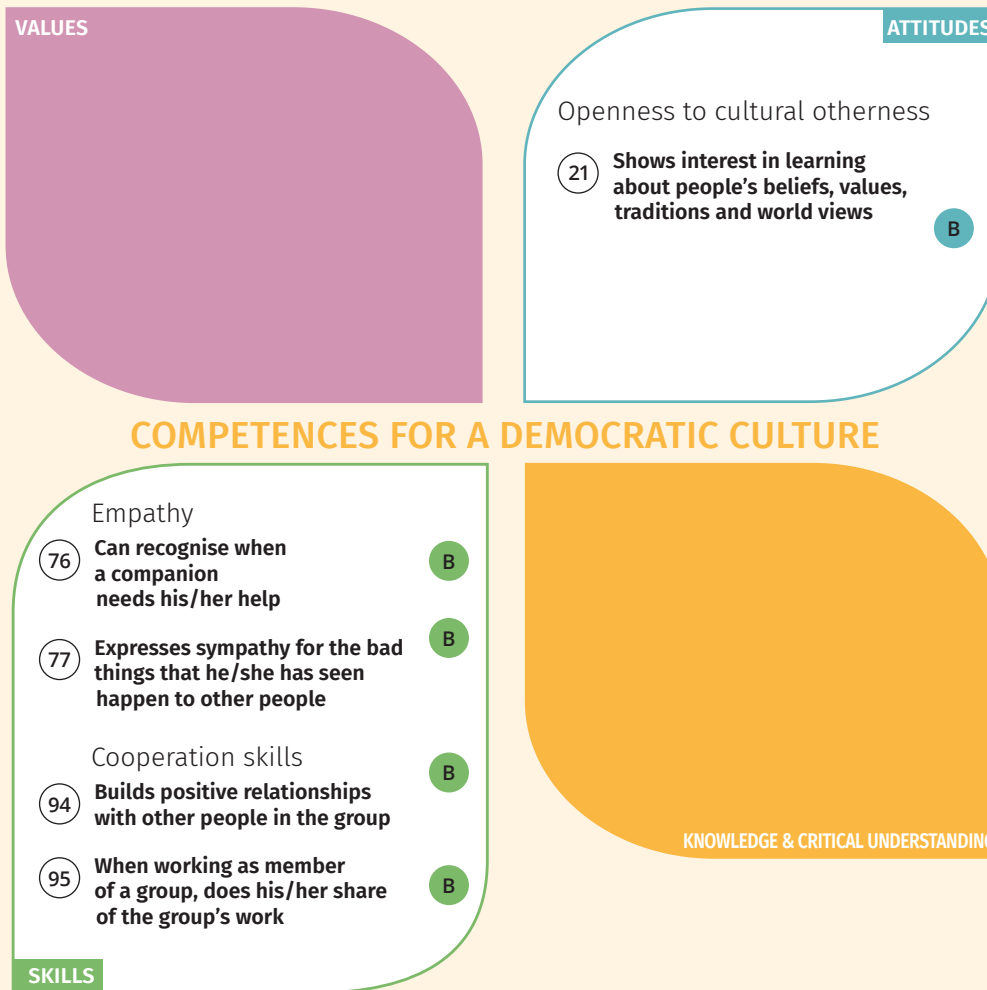 VALUES
ATTITUDES
Openness to cultural otherness
21
Shows interest in learning
about people's beliefs, values,
traditions and world views
B
COMPETENCES FOR A DEMOCRATIC CULTURE
Empathy
76
Can recognise when
a companion
needs his/her help
B
77
Expresses sympathy for the bad
things that he/she has seen
happen to other people
B
Cooperation skills
94
Builds positive relationships
with other people in the group
B
95
When working as member
of a group, does his/her share
of the group's work
B
SKILLS
KNOWLEDGE & CRITICAL UNDERSTANDING